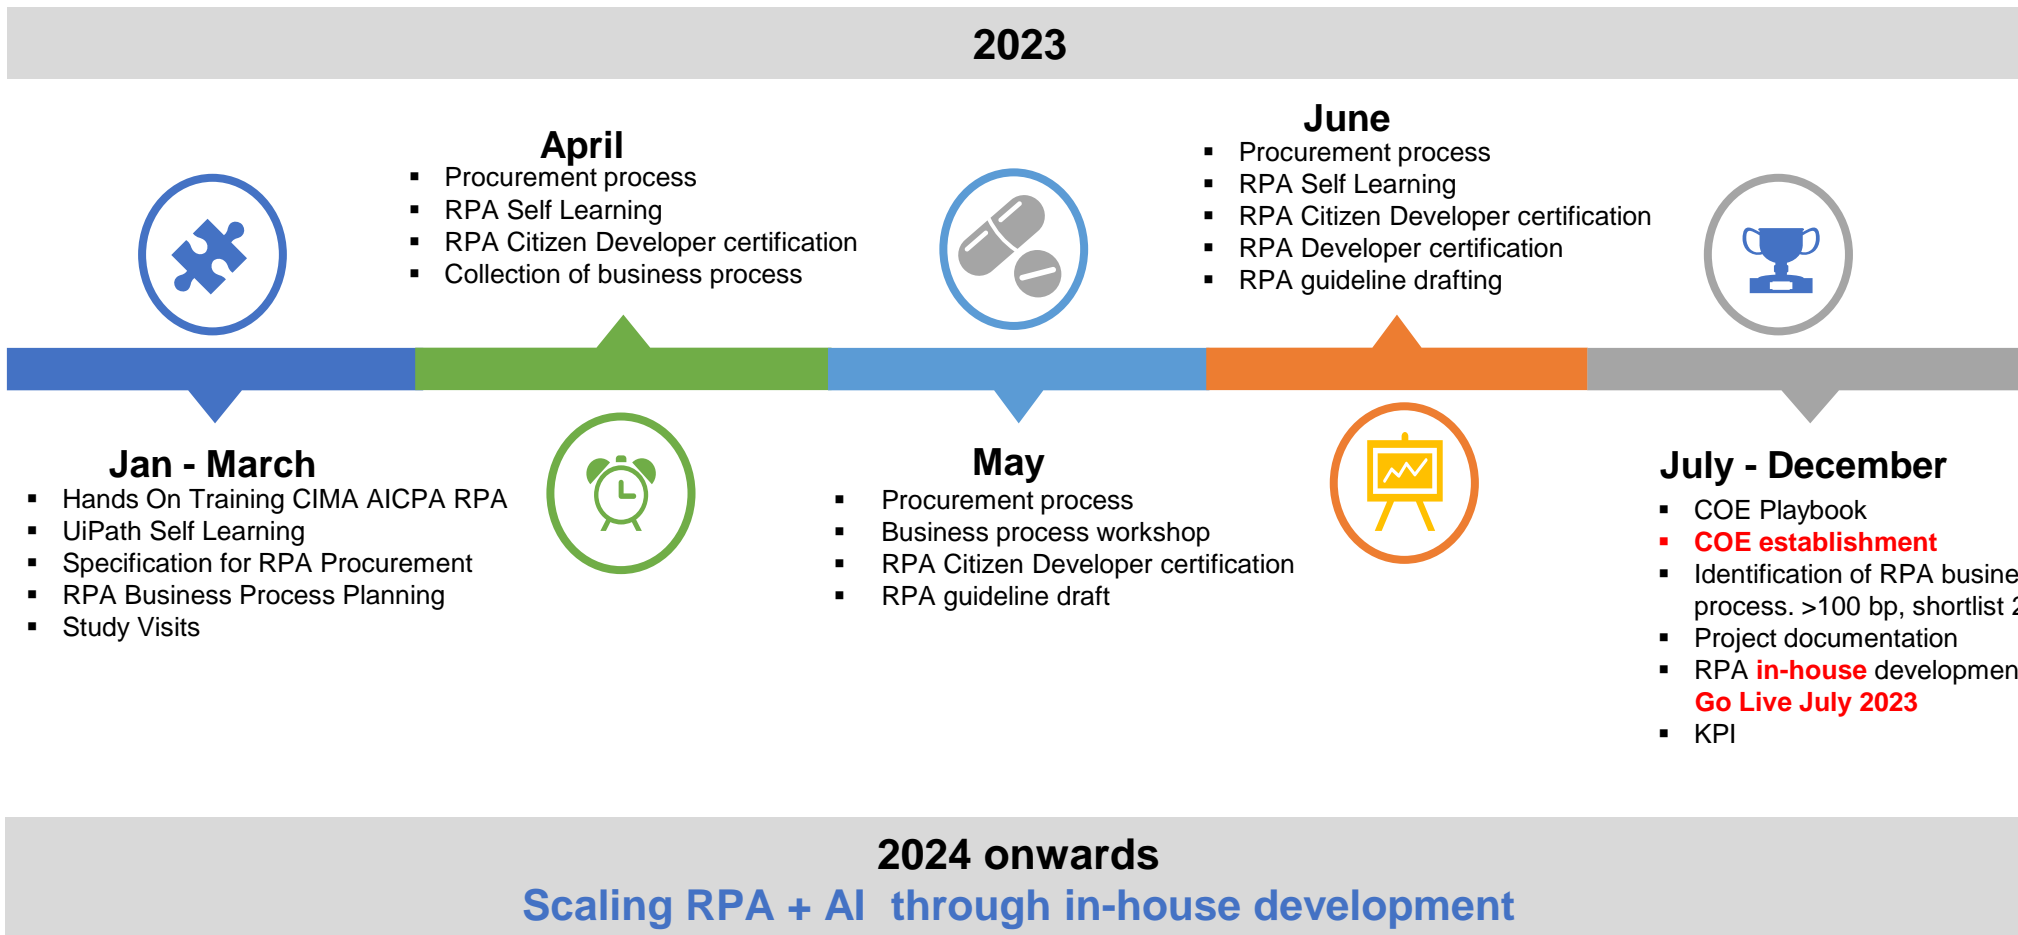 2023
Jan - March
Hands On Training CIMA AICPA RPA
UiPath Self Learning
Specification for RPA Procurement
RPA Business Process Planning
Study Visits
April
Procurement process
RPA Self Learning
RPA Citizen Developer certification
Collection of business process
May
Procurement process
Business process workshop
RPA Citizen Developer certification
RPA guideline draft
June
Procurement process
RPA Self Learning
RPA Citizen Developer certification
RPA Developer certification
RPA guideline drafting
July - December
COE Playbook
COE establishment
Identification of RPA
process. >100 bp, shortlist
Project documentation
RPA in-house
Go Live July 2023
KPI
2024 onwards
Scaling RPA + AI through in-house development